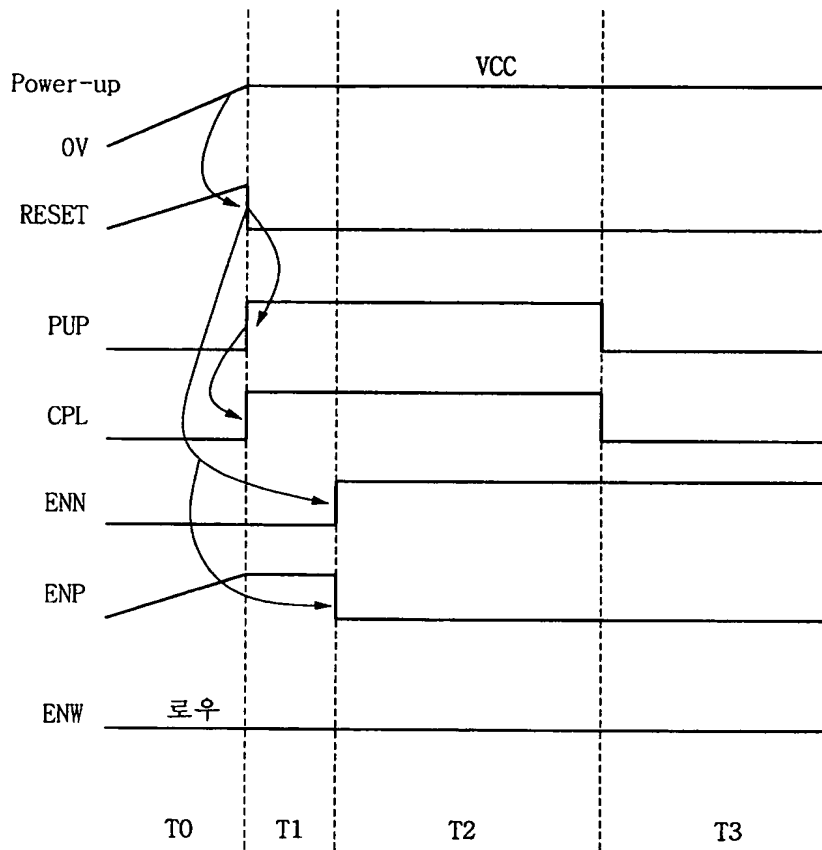 VCC
Power-up
0V
RESET
PUP
CPL
ENN
ENP
ENW
로우
T0
T1
T2
T3